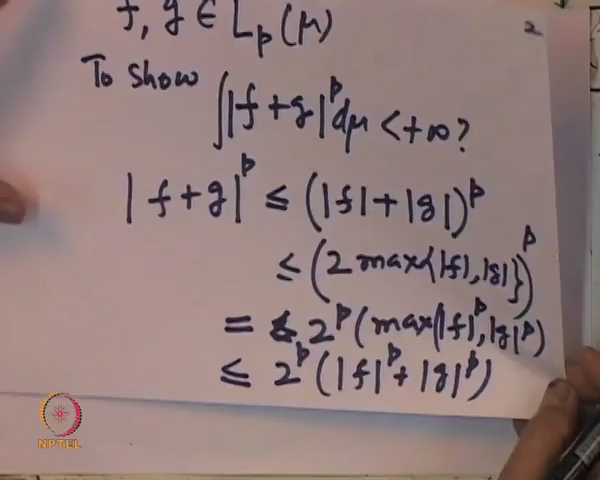 f, g ∈ L_p(μ)
2
To show
∫|f+g|^p dμ < +∞?
|f+g|^p ≤ (|f|+|g|)^p
≤ (2 max{|f|,|g|})^p
= 2^p (max(|f|^p, |g|^p)
≤ 2^p (|f|^p + |g|^p)
NPTEL